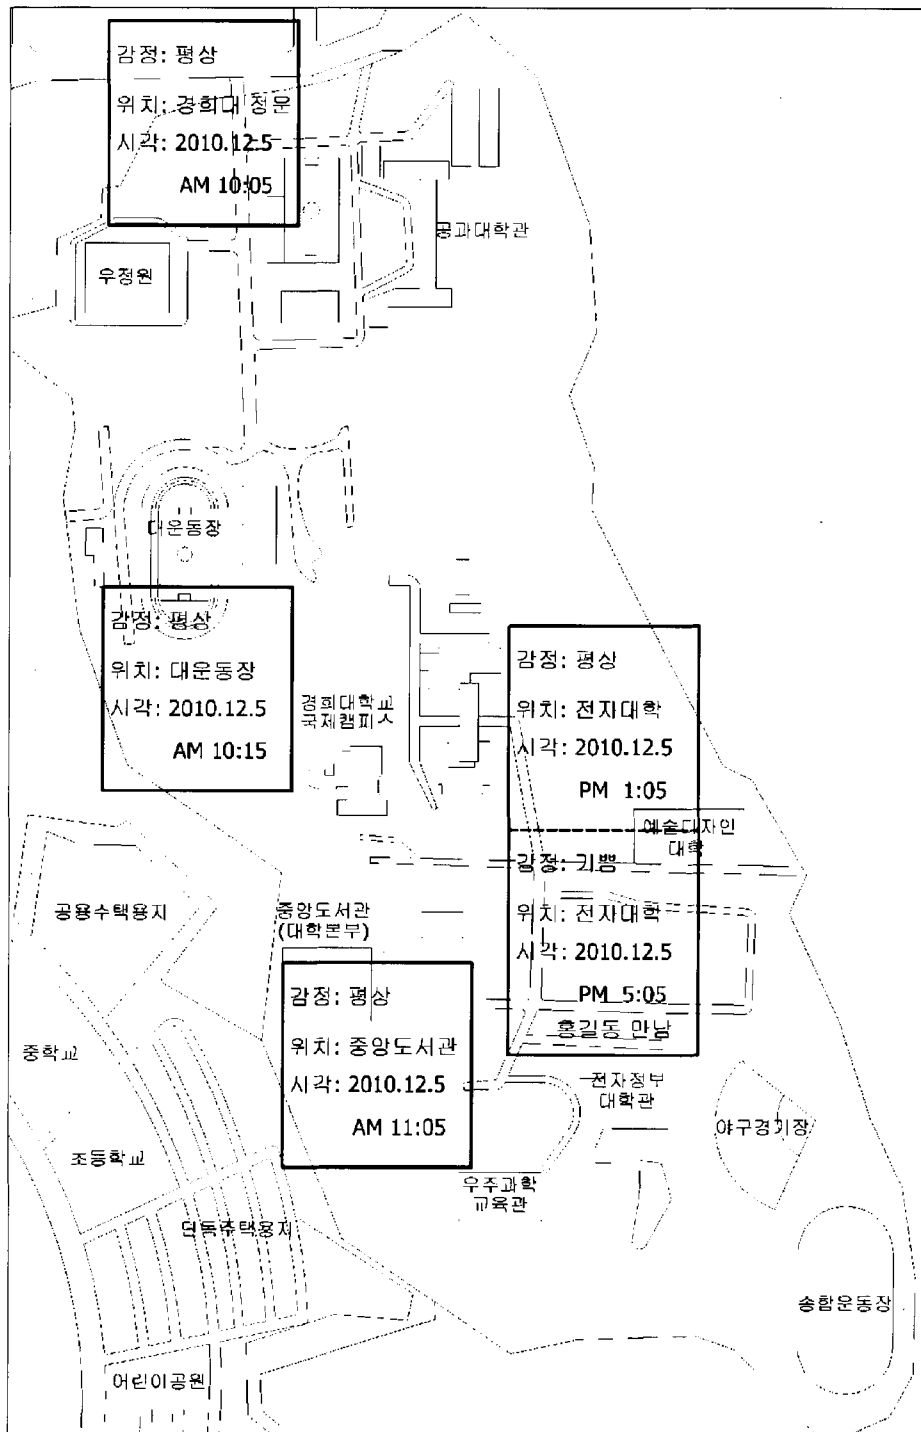 감정: 평상
위치: 경희대 정문
시각: 2010.12.5
AM 10:05
공과대학관
우정원
대운동장
감정: 평상
위치: 대운동장
시각: 2010.12.5
AM 10:15
경희대학교
국제캠퍼스
감정: 평상
위치: 전자대학
시각: 2010.12.5
PM 1:05
예술디자인
대학
감정: 기쁨
위치: 전자대학
시각: 2010.12.5
PM 5:05
홍길동 만남
공용주택용지
중앙도서관
(대학본부)
감정: 평상
위치: 중앙도서관
시각: 2010.12.5
AM 11:05
중학교
전자정부
대학관
야구경기장
초등학교
우주과학
교육관
단독주택용지
종합운동장
어린이공원